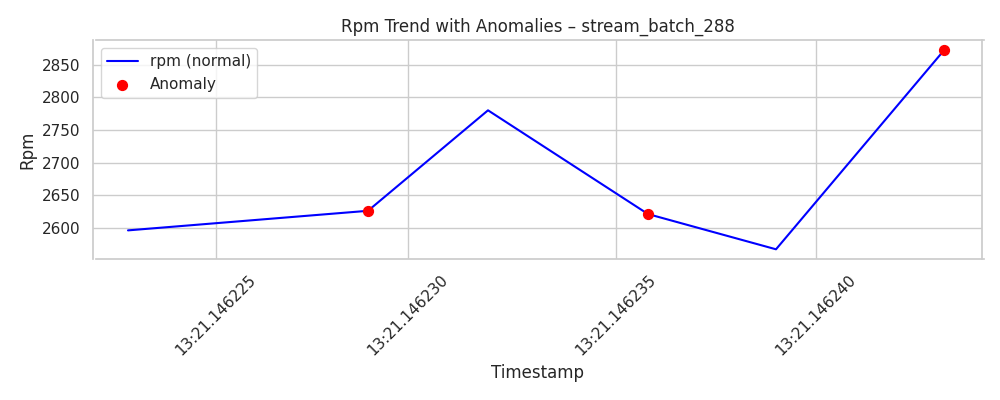 Rpm Trend with Anomalies – stream_batch_288
rpm (normal)
Anomaly
Rpm
2850
2800
2750
2700
2650
2600
13:21.146225
13:21.146230
13:21.146235
13:21.146240
Timestamp